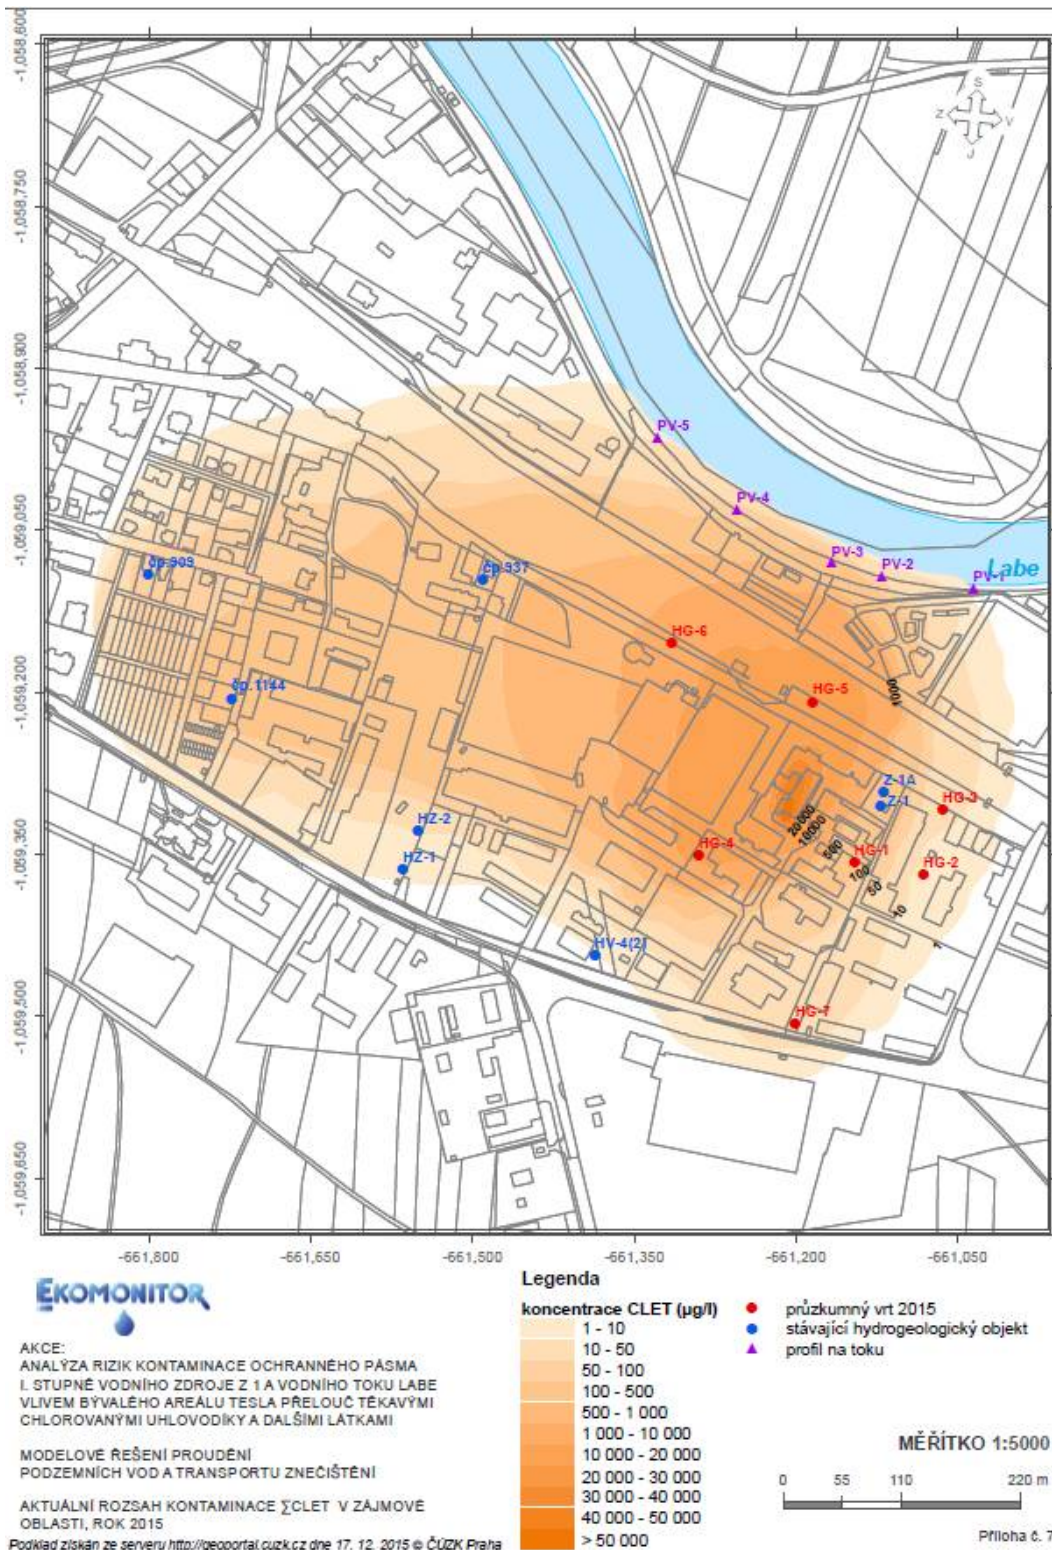 -1,058,600
-1,058,750
-1,058,900
-1,059,050
-1,059,200
-1,059,350
-1,059,500
-1,059,650
S
Z
V
J
PV-5
PV-4
PV-3
PV-2
PV-1
Labe
čp.909
čp.937
HG-6
čp.1144
HG-5
1000
Z-1A
Z-1
HG-3
HZ-2
20000
10000
500
HG-4
HG-1
HZ-1
100
HG-2
50
10
1
HV-4(2)
HG-7
-661,800
-661,650
-661,500
-661,350
-661,200
-661,050
EKOMONITOR
AKCE:
ANALÝZA RIZIK KONTAMINACE OCHRANNÉHO PÁSMA
I. STUPNĚ VODNÍHO ZDROJE Z 1 A VODNÍHO TOKU LABE
VLIVEM BÝVALÉHO AREÁLU TESLA PŘELOUČ TĚKAVÝMI
CHLOROVANÝMI UHLOVODÍKY A DALŠÍMI LÁTKAMI
MODELOVÉ ŘEŠENÍ PROUDĚNÍ
PODZEMNÍCH VOD A TRANSPORTU ZNEČIŠTĚNÍ
AKTUÁLNÍ ROZSAH KONTAMINACE ∑CLET V ZÁJMOVÉ
OBLASTI, ROK 2015
Podklad získán ze serveru http://geoportal.cuzk.cz dne 17. 12. 2015 © ČÚZK Praha
Legenda
koncentrace CLET (µg/l)
1 - 10
10 - 50
50 - 100
100 - 500
500 - 1 000
1 000 - 10 000
10 000 - 20 000
20 000 - 30 000
30 000 - 40 000
40 000 - 50 000
> 50 000
průzkumný vrt 2015
stávající hydrogeologický objekt
profil na toku
MĚŘÍTKO 1:5000
0 55 110 220 m
Příloha č. 7